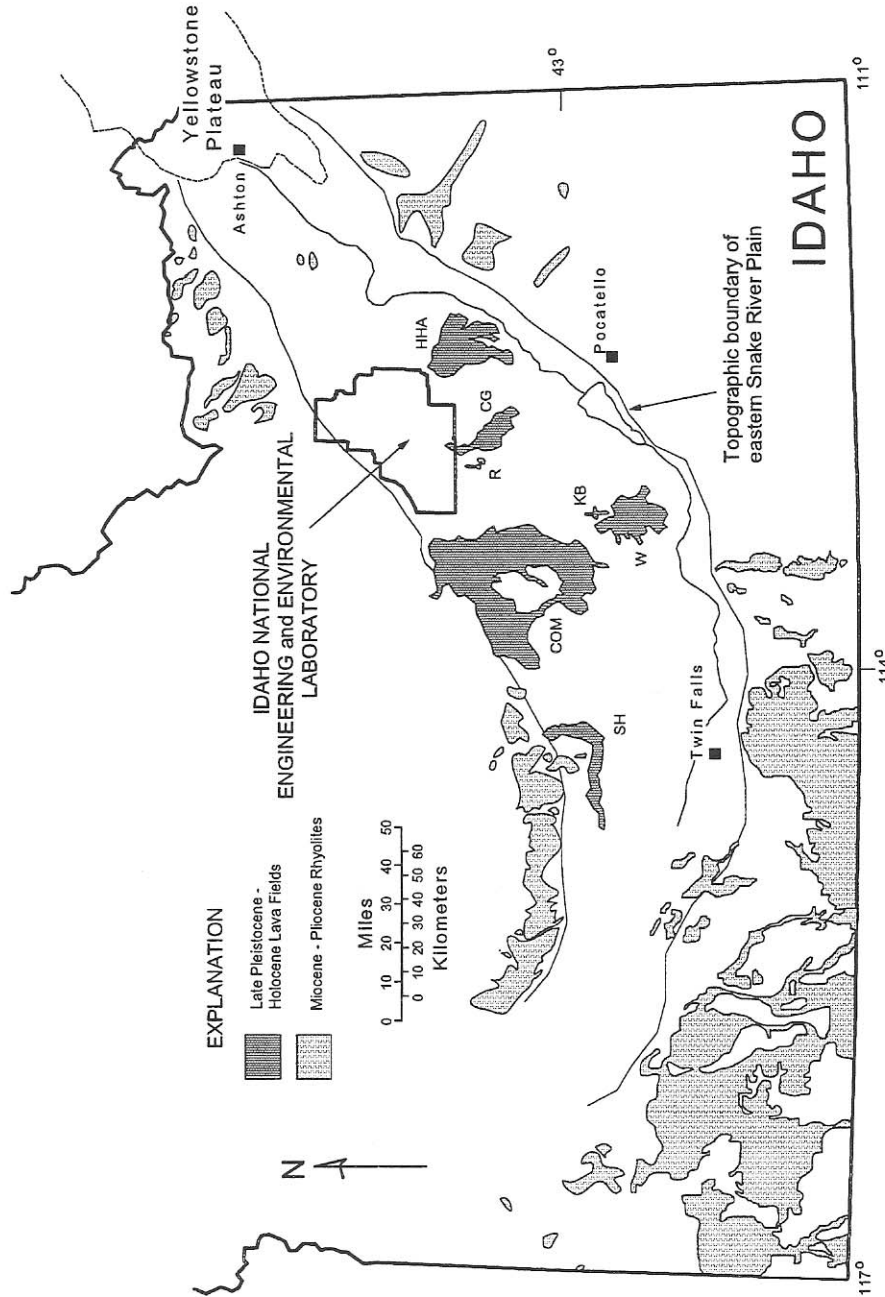 EXPLANATION
Late Pleistocene -
Holocene Lava Fields
Miocene - Pliocene Rhyolites
Miles
0 10 20 30 40 50
0 10 20 30 40 50 60
Kilometers
N
IDAHO NATIONAL
ENGINEERING and ENVIRONMENTAL
LABORATORY
Yellowstone
Plateau
Ashton
HHA
CG
R
KB
W
COM
SH
Pocatello
Twin Falls
Topographic boundary of
eastern Snake River Plain
IDAHO
43°
117°
114°
111°